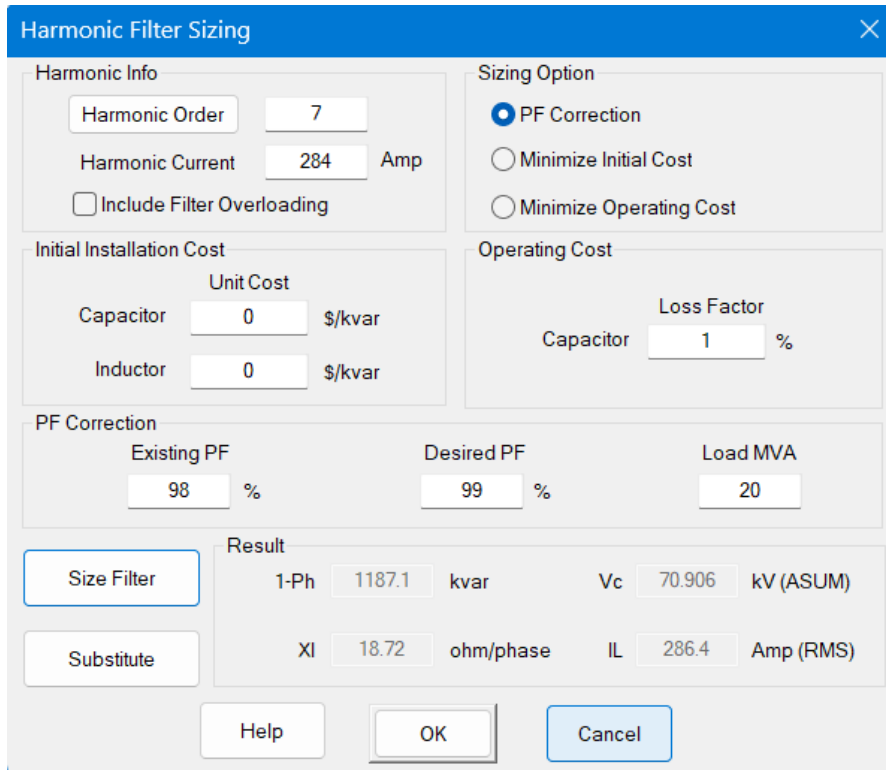 Harmonic Filter Sizing
Harmonic Info
Harmonic Order 7
Harmonic Current 284 Amp
Include Filter Overloading
Sizing Option
PF Correction
Minimize Initial Cost
Minimize Operating Cost
Initial Installation Cost
Unit Cost
Capacitor 0 $/kvar
Inductor 0 $/kvar
Operating Cost
Loss Factor
Capacitor 1 %
PF Correction
Existing PF Desired PF Load MVA
98 % 99 % 20
Size Filter
Substitute
Result
1-Ph 1187.1 kvar Vc 70.906 kV (ASUM)
Xl 18.72 ohm/phase IL 286.4 Amp (RMS)
Help OK Cancel